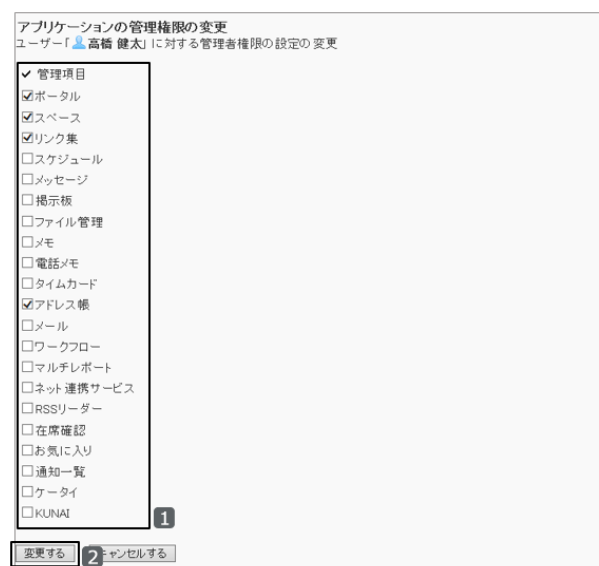 アプリケーションの管理権限の変更
ユーザー「高橋 健太」に対する管理者権限の設定の変更
管理項目
ポータル
スペース
リンク集
スケジュール
メッセージ
掲示板
ファイル管理
メモ
電話メモ
タイムカード
アドレス帳
メール
ワークフロー
マルチレポート
ネット連携サービス
RSSリーダー
在席確認
お気に入り
通知一覧
ケータイ
KUNAI
1
変更する 2 キャンセルする